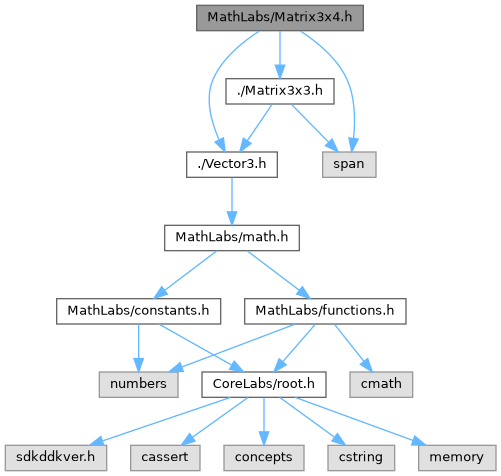 MathLabs/Matrix3x4.h
./Matrix3x3.h
./Vector3.h
span
MathLabs/math.h
MathLabs/constants.h
MathLabs/functions.h
numbers
CoreLabs/root.h
cmath
sdkddkver.h
cassert
concepts
cstring
memory